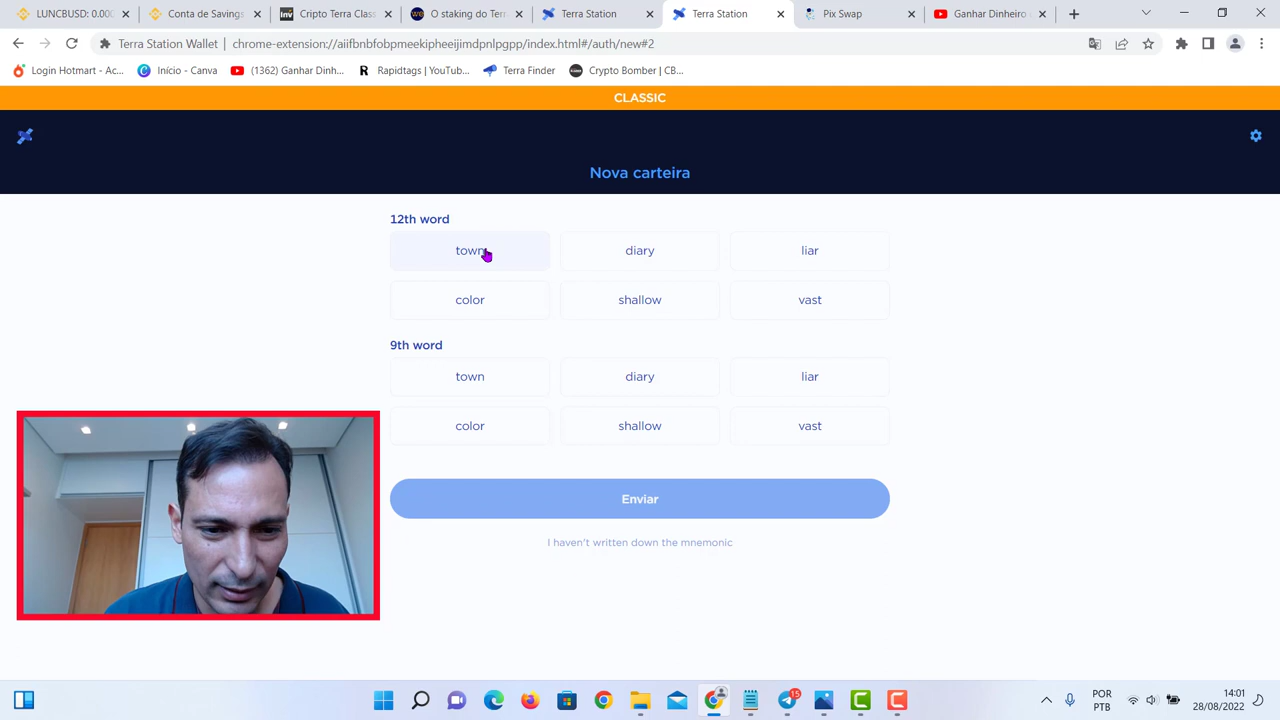 LUNCBUSD: 0.000
Conta de Savings
Cripto Terra Class
O staking do Terr
Terra Station
Terra Station
Pix Swap
Ganhar Dinheiro
Terra Station Wallet | chrome-extension://aiifbnbfobpmeekipheeijimdpnlpgpp/index.html#/auth/new#2
Login Hotmart - Ac...
Início - Canva
(1362) Ganhar Dinh...
Rapidtags | YouTub...
Terra Finder
Crypto Bomber | CB...
CLASSIC
Nova carteira
12th word
town
diary
liar
color
shallow
vast
9th word
town
diary
liar
color
shallow
vast
Enviar
I haven't written down the mnemonic
15
POR
PTB
14:01
28/08/2022